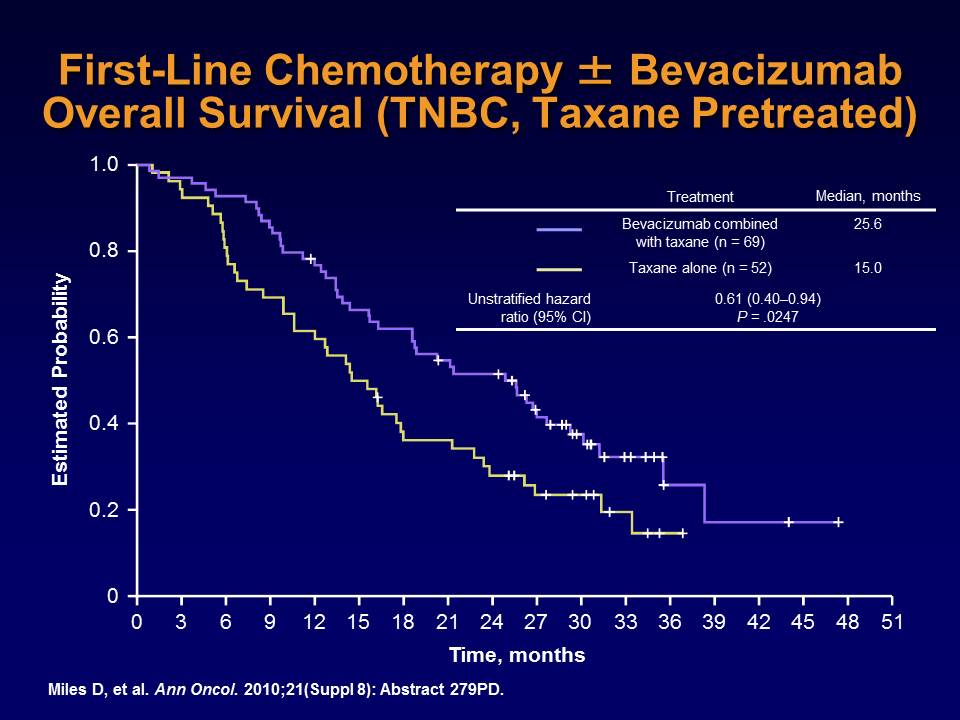 First-Line Chemotherapy ± Bevacizumab
Overall Survival (TNBC, Taxane Pretreated)
Treatment Median, months
Bevacizumab combined
with taxane (n = 69) 25.6
Taxane alone (n = 52) 15.0
Unstratified hazard
ratio (95% CI)
0.61 (0.40–0.94)
P = .0247
Estimated Probability
1.0
0.8
0.6
0.4
0.2
0
0 3 6 9 12 15 18 21 24 27 30 33 36 39 42 45 48 51
Time, months
Miles D, et al. Ann Oncol. 2010;21(Suppl 8): Abstract 279PD.